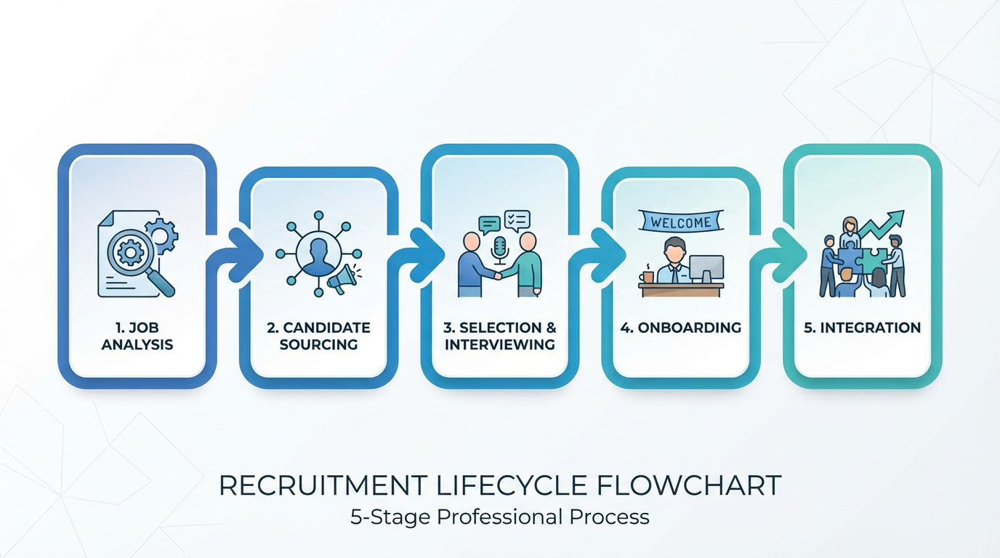 WELCOME
1. JOB
ANALYSIS
2. CANDIDATE
SOURCING
3. SELECTION &
INTERVIEWING
4. ONBOARDING
5. INTEGRATION
RECRUITMENT LIFECYCLE FLOWCHART
5-Stage Professional Process